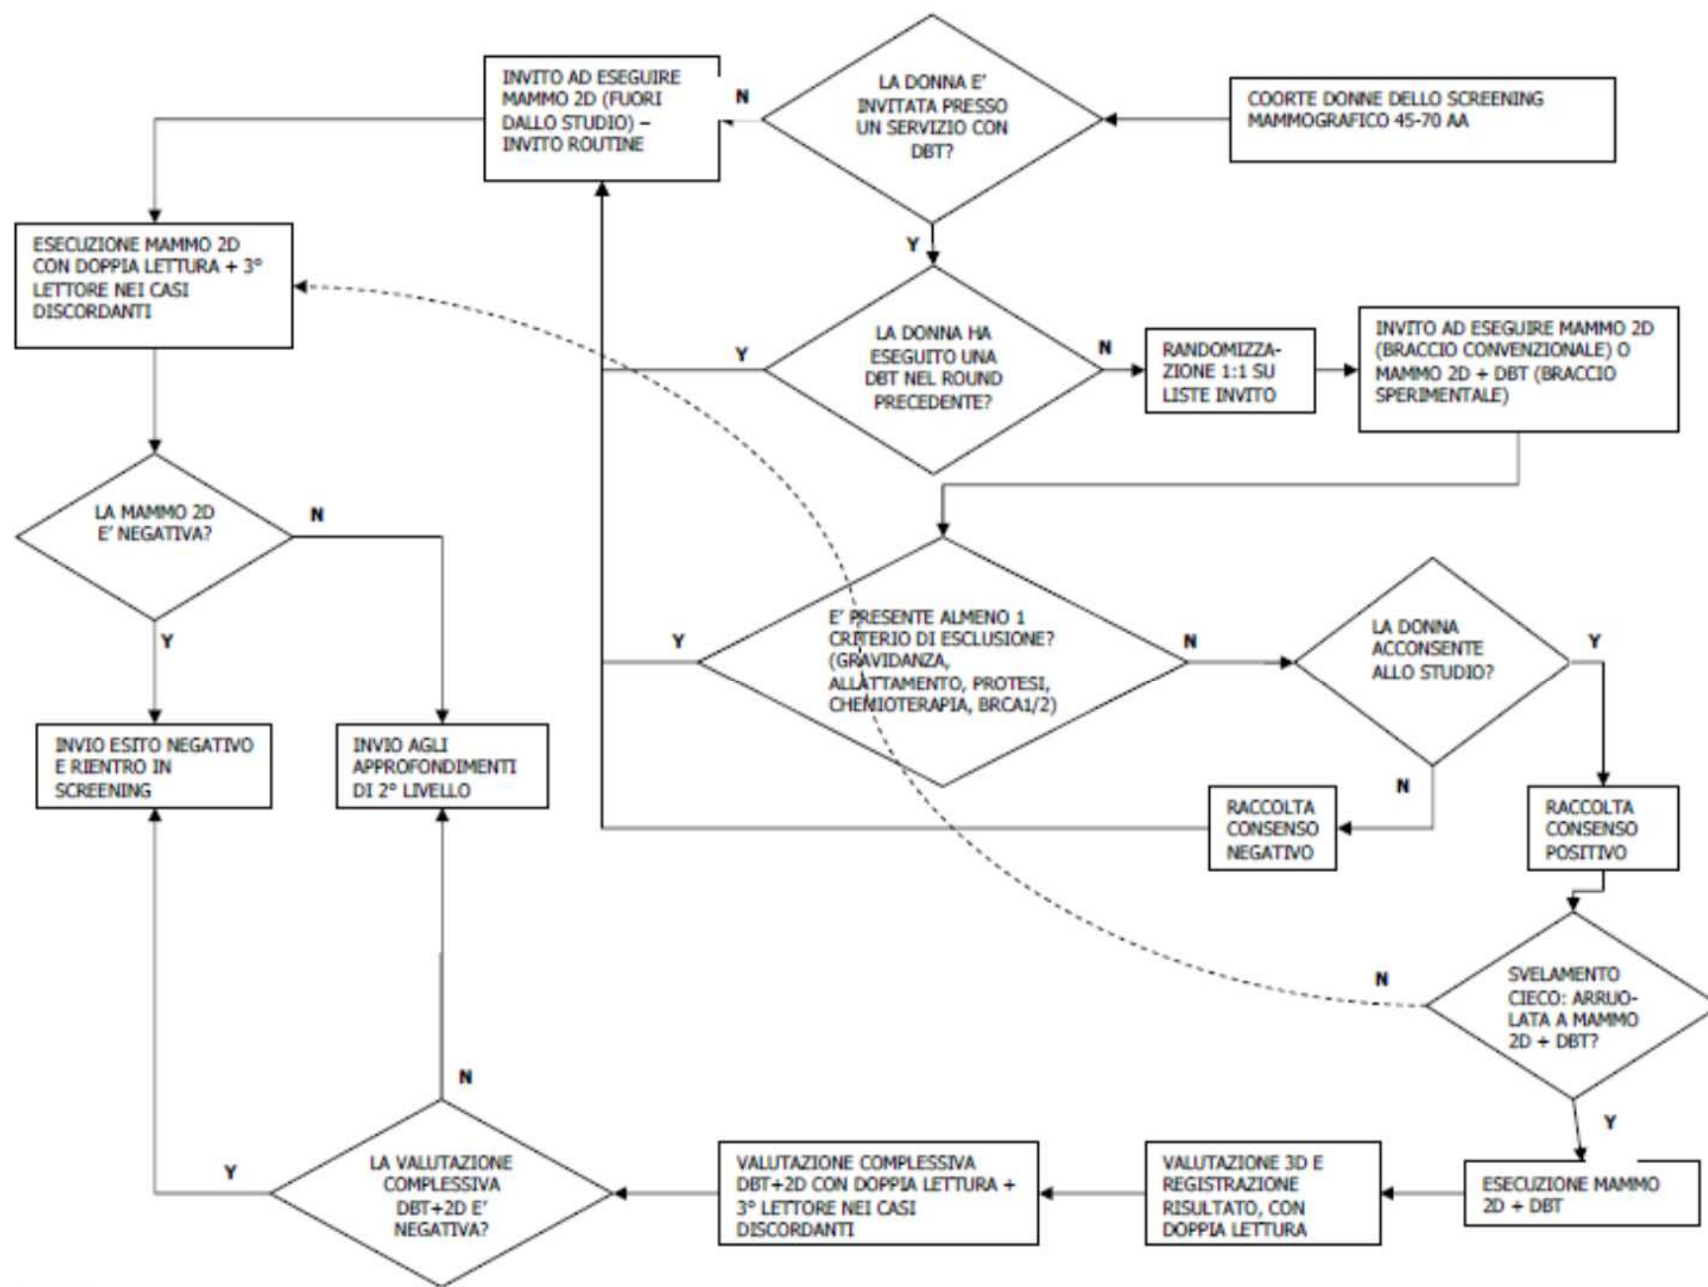 INVITO AD ESEGUIRE
MAMMO 2D (FUORI
DALLO STUDIO) –
INVITO ROUTINE
N
LA DONNA E'
INVITATA PRESSO
UN SERVIZIO CON
DBT?
COORTE DONNE DELLO SCREENING
MAMMOGRAFICO 45-70 AA
Y
ESECUZIONE MAMMO 2D
CON DOPPIA LETTURA + 3°
LETTORE NEI CASI
DISCORDANTI
Y
LA DONNA HA
ESEGUITO UNA
DBT NEL ROUND
PRECEDENTE?
N
RANDOMIZZA-
ZIONE 1:1 SU
LISTE INVITO
INVITO AD ESEGUIRE MAMMO 2D
(BRACCIO CONVENZIONALE) O
MAMMO 2D + DBT (BRACCIO
SPERIMENTALE)
LA MAMMO 2D
E' NEGATIVA?
N
Y
Y
E' PRESENTE ALMENO 1
CRITERIO DI ESCLUSIONE?
(GRAVIDANZA,
ALLATTAMENTO, PROTESI,
CHEMIOTERAPIA, BRCA1/2)
N
LA DONNA
ACCONSENTE
ALLO STUDIO?
Y
N
INVIO ESITO NEGATIVO
E RIENTRO IN
SCREENING
INVIO AGLI
APPROFONDIMENTI
DI 2° LIVELLO
RACCOLTA
CONSENSO
NEGATIVO
RACCOLTA
CONSENSO
POSITIVO
N
SVELAMENTO
CIECO: ARRUO-
LATA A MAMMO
2D + DBT?
Y
N
Y
LA VALUTAZIONE
COMPLESSIVA
DBT+2D E'
NEGATIVA?
VALUTAZIONE COMPLESSIVA
DBT+2D CON DOPPIA LETTURA +
3° LETTORE NEI CASI
DISCORDANTI
VALUTAZIONE 3D E
REGISTRAZIONE
RISULTATO, CON
DOPPIA LETTURA
ESECUZIONE MAMMO
2D + DBT